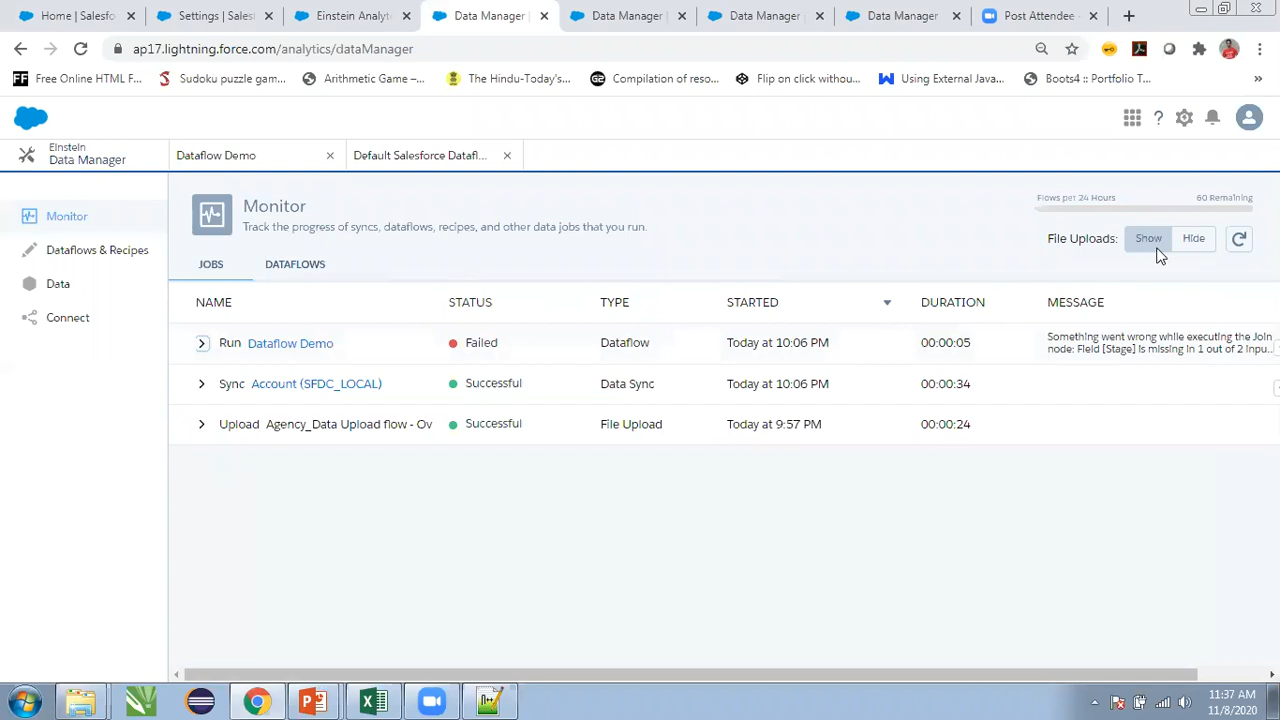 Home | Salesfo
Settings | Sales
Einstein Analyt
Data Manager
Data Manager
Data Manager
Data Manager
Post Attendee -
ap17.lightning.force.com/analytics/dataManager
Free Online HTML F...
Sudoku puzzle gam...
Arithmetic Game –...
The Hindu-Today's...
Compilation of reso...
Flip on click withou...
Using External Java...
Boots4 :: Portfolio T...
»
Einstein
Data Manager
Dataflow Demo
Default Salesforce Datafl...
Monitor
Dataflows & Recipes
Data
Connect
Monitor
Track the progress of syncs, dataflows, recipes, and other data jobs that you run.
Flows per 24 Hours
60 Remaining
File Uploads:
Show
Hide
JOBS
DATAFLOWS
NAME
STATUS
TYPE
STARTED
DURATION
MESSAGE
Run Dataflow Demo
Failed
Dataflow
Today at 10:06 PM
00:00:05
Something went wrong while executing the Join
node: Field [Stage] is missing in 1 out of 2 inpu...
Sync Account (SFDC_LOCAL)
Successful
Data Sync
Today at 10:06 PM
00:00:34
Upload Agency_Data Upload flow - Ov
Successful
File Upload
Today at 9:57 PM
00:00:24
11:37 AM
11/8/2020